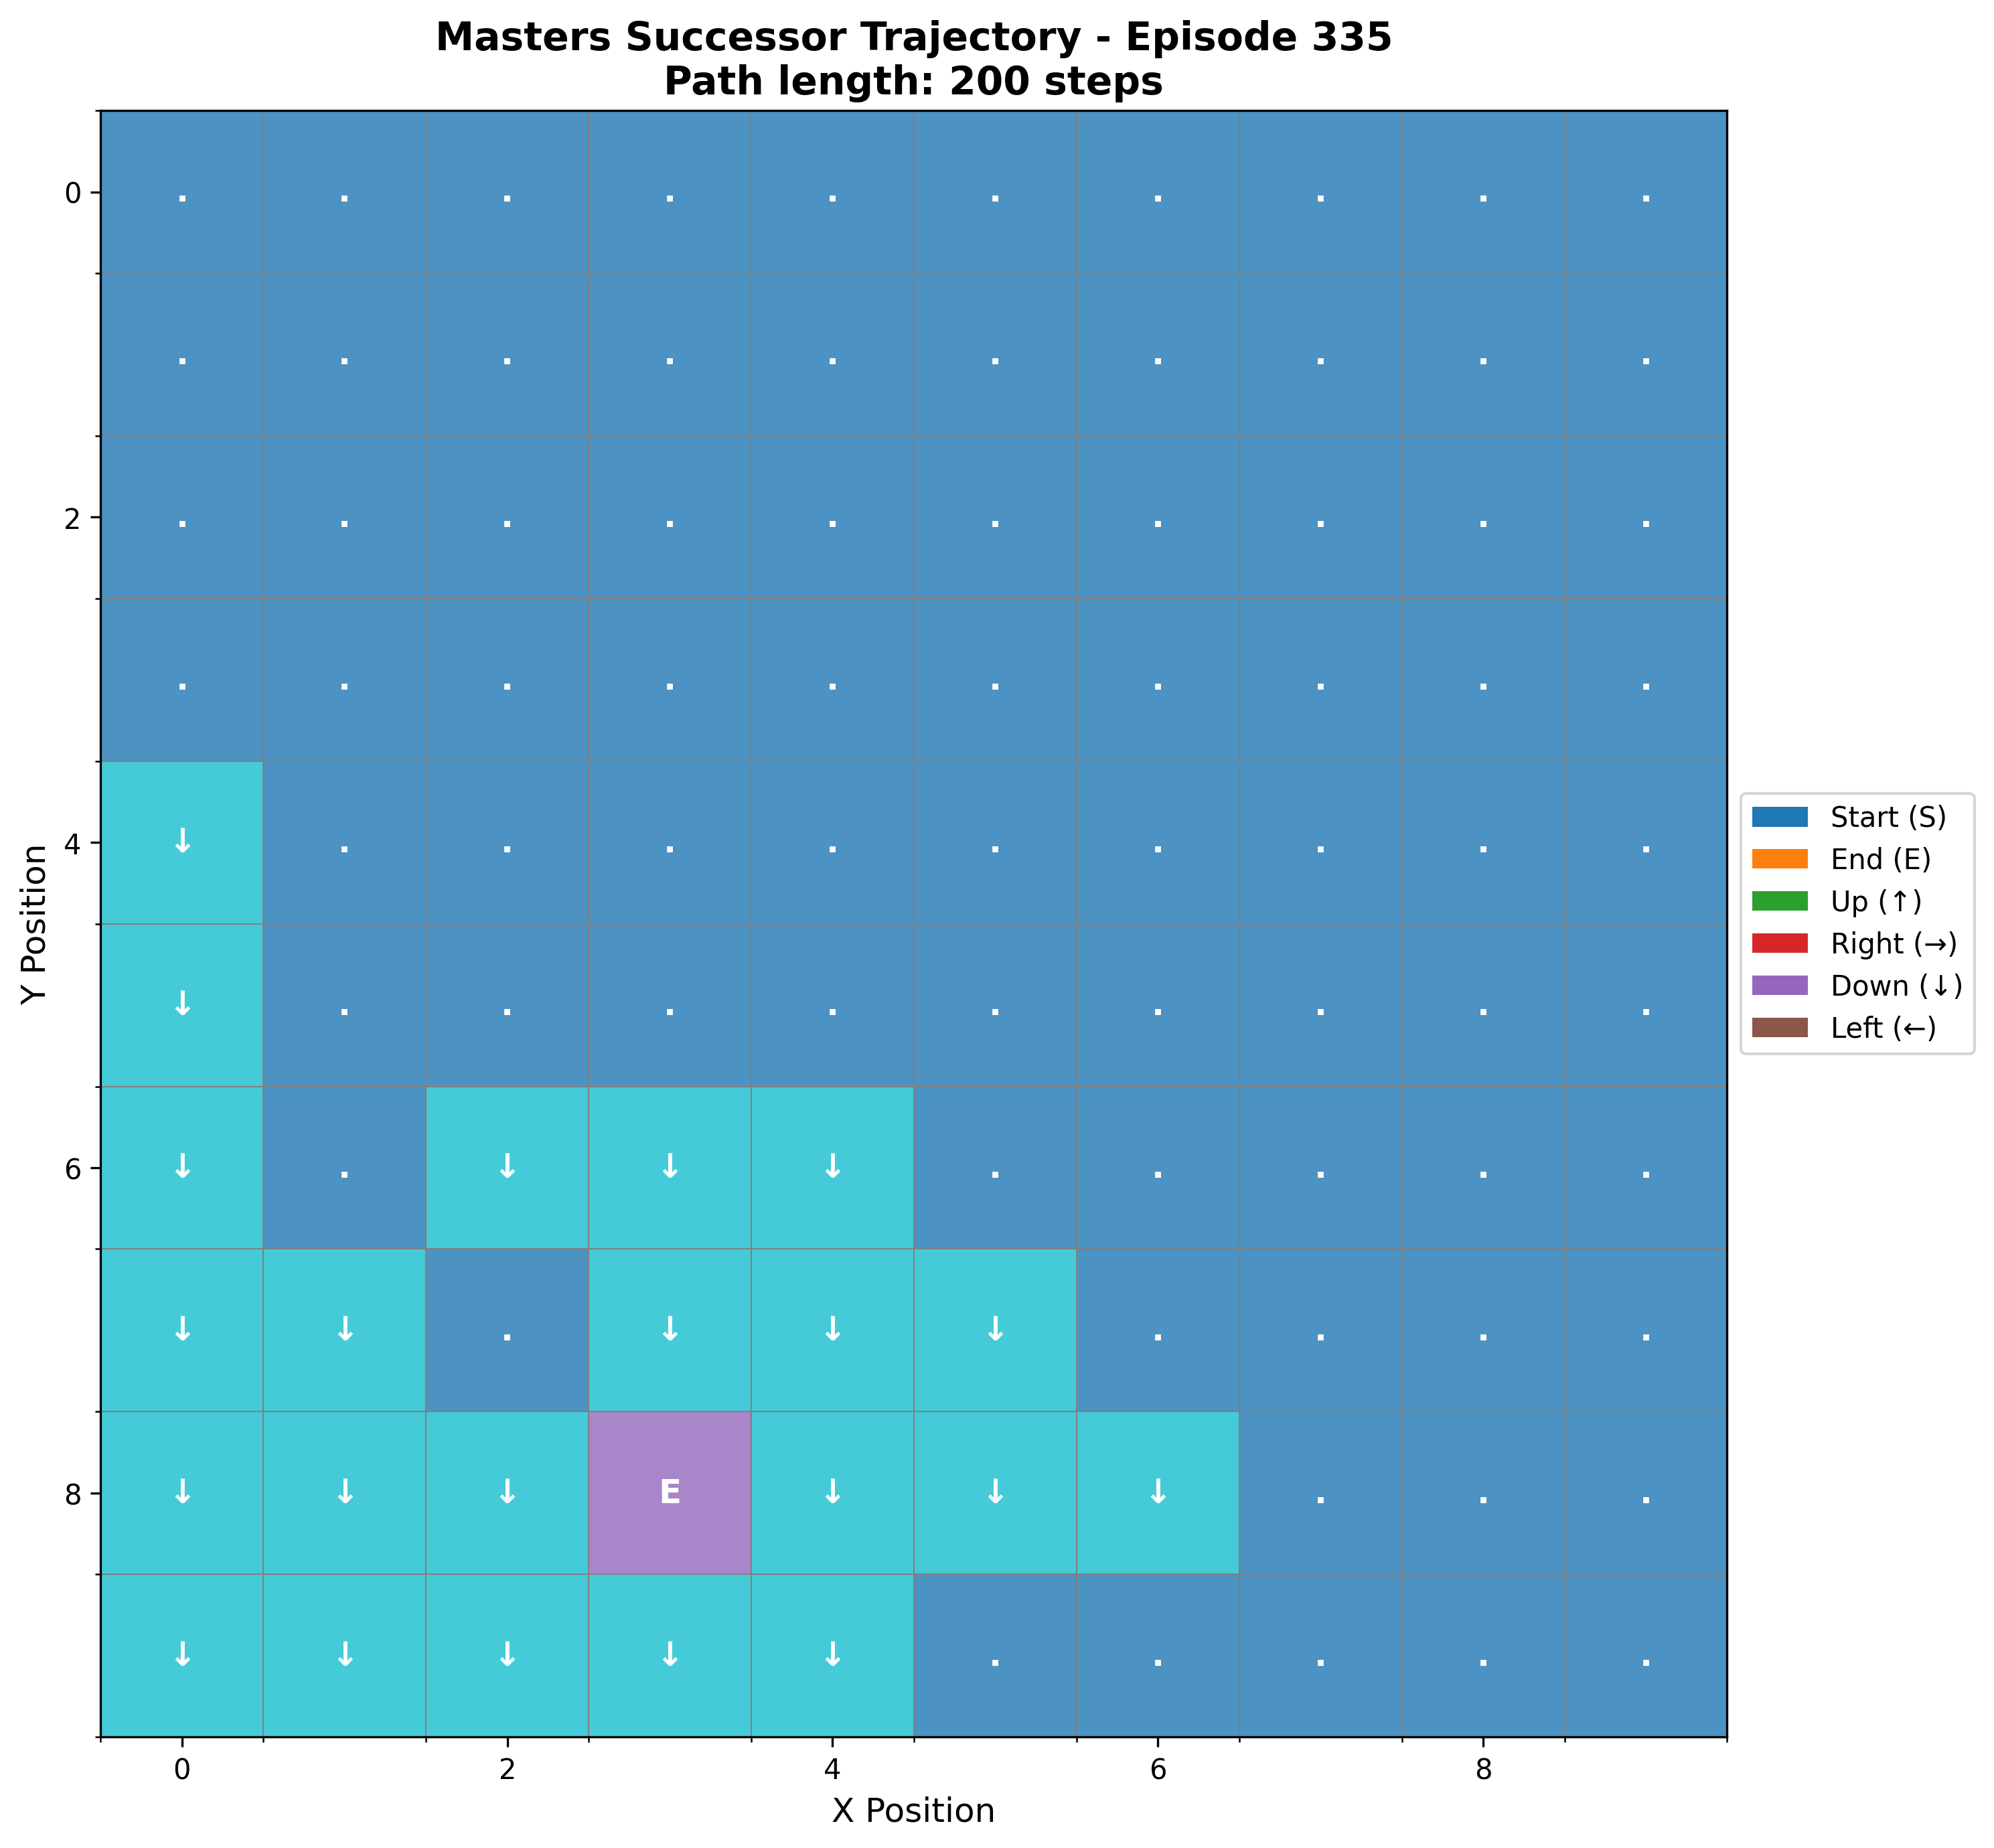 Masters Successor Trajectory - Episode 335
Path length: 200 steps
0 . . . . . . . . . .
. . . . . . . . . .
2 . . . . . . . . . .
. . . . . . . . . .
4 ↓ . . . . . . . . .
↓ . . . . . . . . .
6 ↓ . ↓ ↓ ↓ . . . . .
↓ ↓ . ↓ ↓ ↓ . . . .
8 ↓ ↓ ↓ E ↓ ↓ ↓ . . .
↓ ↓ ↓ ↓ ↓ . . . . .
0 2 4 6 8
X Position
Y Position
Start (S)
End (E)
Up (↑)
Right (→)
Down (↓)
Left (←)